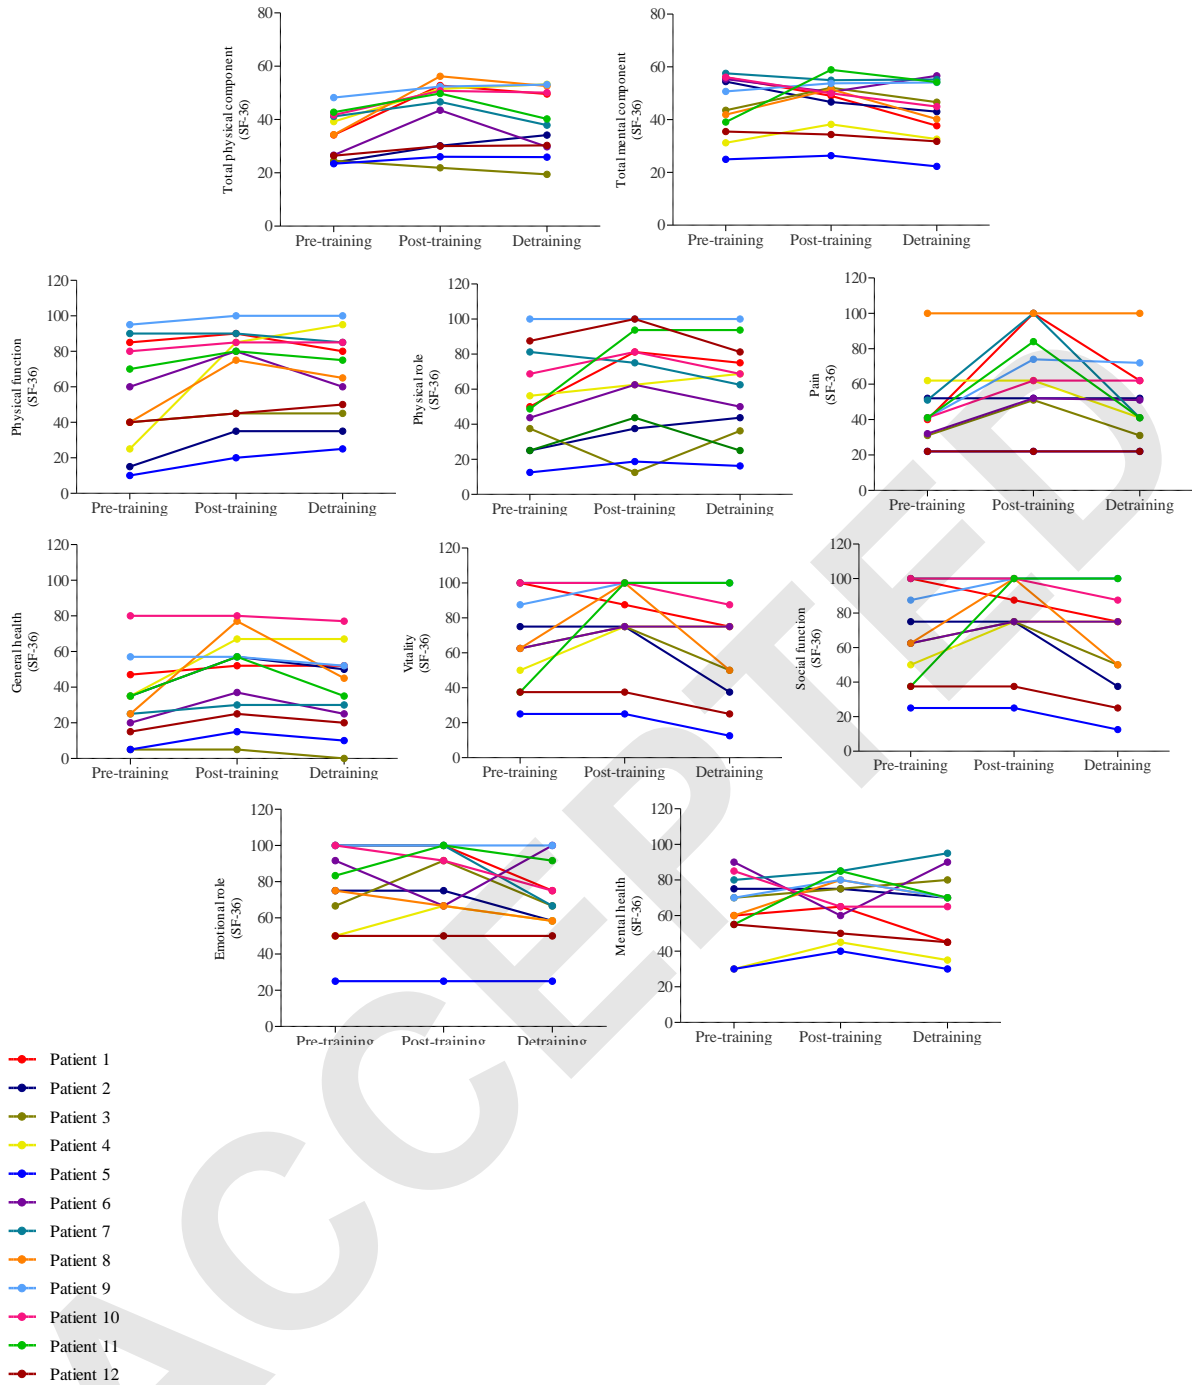 Total physical component
(SF-36)
80
60
40
20
0
Pre-training Post-training Detraining
Total mental component
(SF-36)
80
60
40
20
0
Pre-training Post-training Detraining
Physical function
(SF-36)
120
100
80
60
40
20
0
Pre-training Post-training Detraining
Physical role
(SF-36)
120
100
80
60
40
20
0
Pre-training Post-training Detraining
Pain
(SF-36)
120
100
80
60
40
20
0
Pre-training Post-training Detraining
General health
(SF-36)
120
100
80
60
40
20
0
Pre-training Post-training Detraining
Vitality
(SF-36)
120
100
80
60
40
20
0
Pre-training Post-training Detraining
Social function
(SF-36)
120
100
80
60
40
20
0
Pre-training Post-training Detraining
Emotional role
(SF-36)
120
100
80
60
40
20
0
Pre-training Post-training Detraining
Mental health
(SF-36)
120
100
80
60
40
20
0
Pre-training Post-training Detraining
Patient 1
Patient 2
Patient 3
Patient 4
Patient 5
Patient 6
Patient 7
Patient 8
Patient 9
Patient 10
Patient 11
Patient 12
ACCEPTED